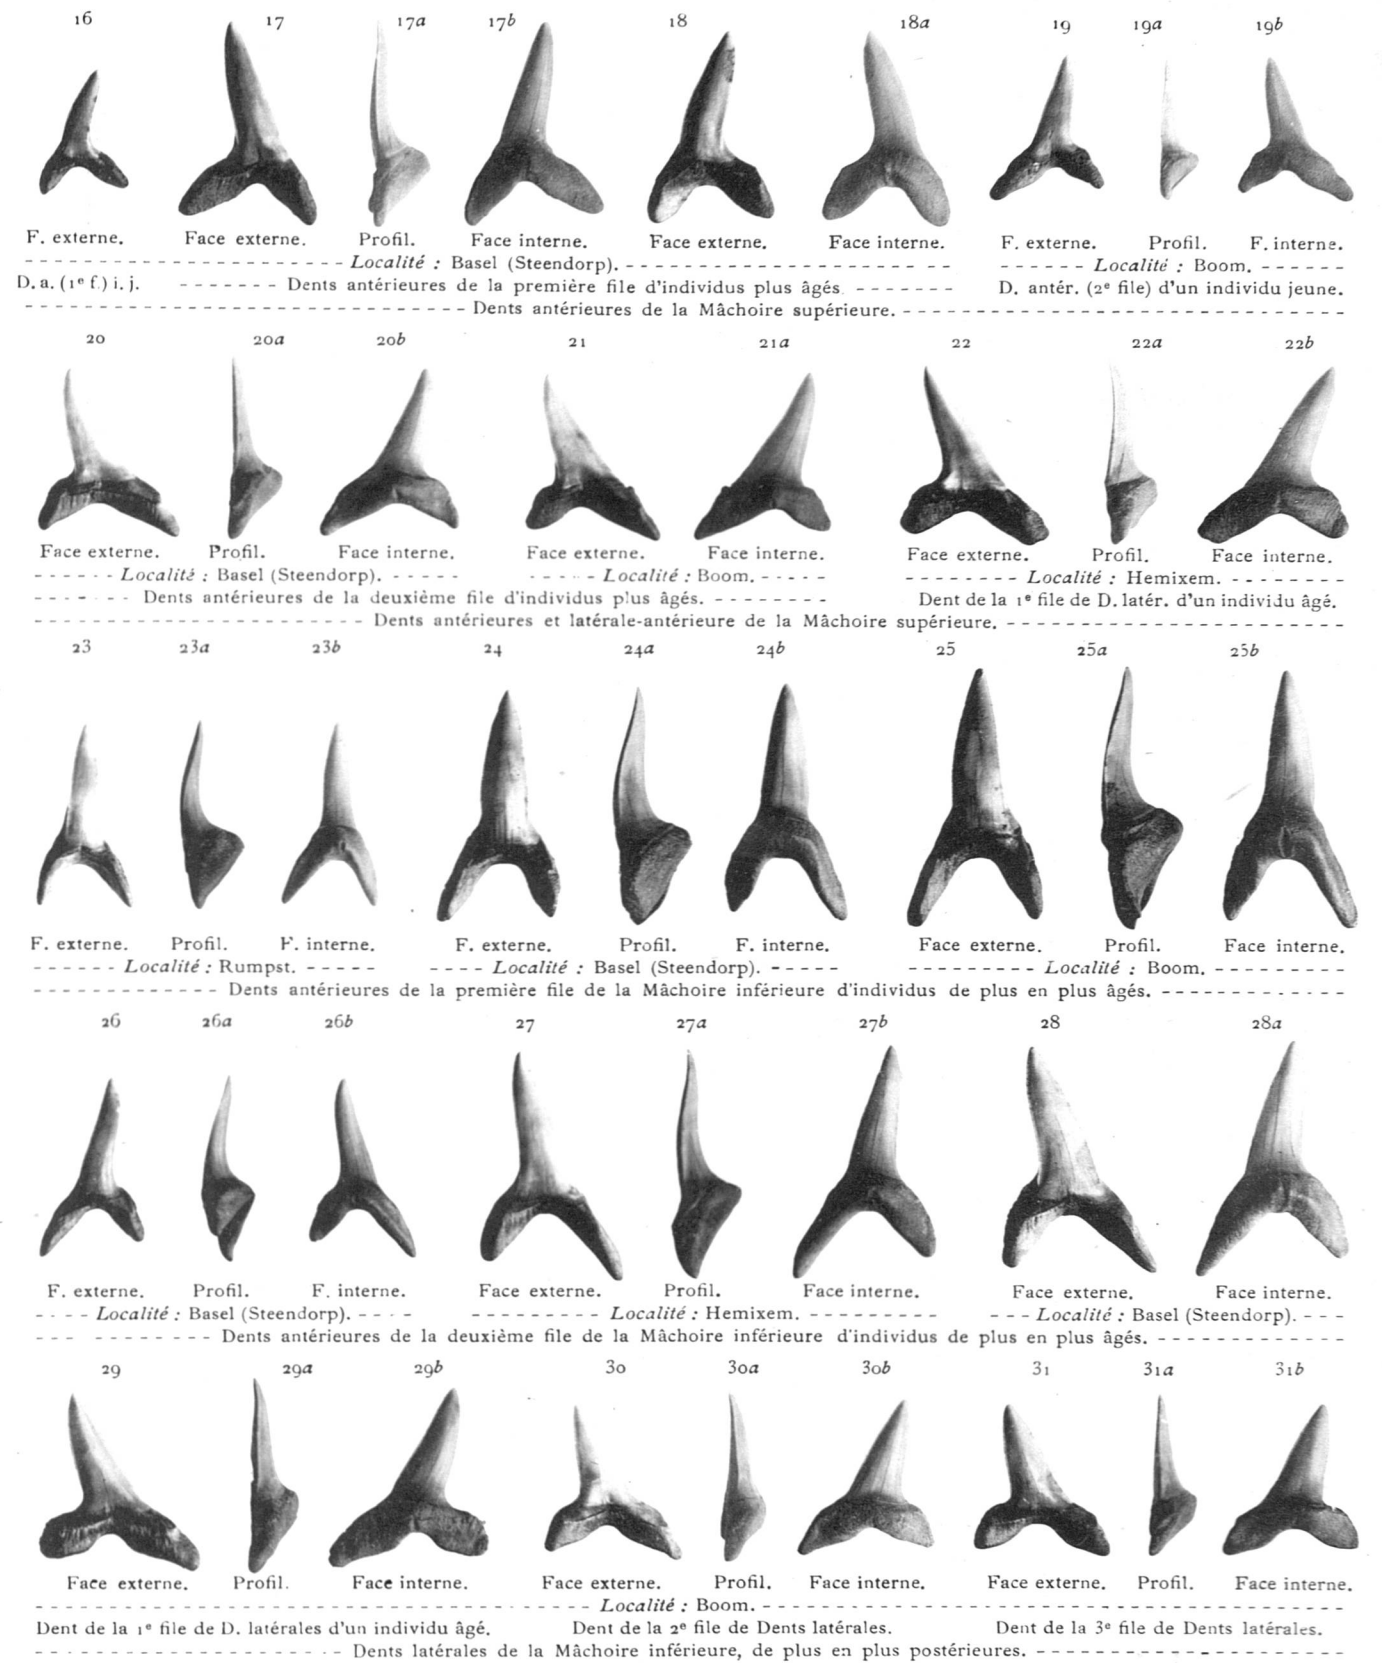 16 17 17a 17b 18 18a 19 19a 19b
F. externe. Face externe. Profil. Face interne. Face externe. Face interne. F. externe. Profil. F. interne.
Localité : Basel (Steendorp). Localité : Boom.
D. a. (1e f.) i. j. Dents antérieures de la première file d'individus plus âgés. D. antér. (2e file) d'un individu jeune.
Dents antérieures de la Mâchoire supérieure.
20 20a 20b 21 21a 22 22a 22b
Face externe. Profil. Face interne. Face externe. Face interne. Face externe. Profil. Face interne.
Localité : Basel (Steendorp). Localité : Boom. Localité : Hemixem.
Dents antérieures de la deuxième file d'individus plus âgés. Dent de la 1e file de D. latér. d'un individu âgé.
Dents antérieures et latérale-antérieure de la Mâchoire supérieure.
23 23a 23b 24 24a 24b 25 25a 25b
F. externe. Profil. F. interne. F. externe. Profil. F. interne. Face externe. Profil. Face interne.
Localité : Rumpst. Localité : Basel (Steendorp). Localité : Boom.
Dents antérieures de la première file de la Mâchoire inférieure d'individus de plus en plus âgés.
26 26a 26b 27 27a 27b 28 28a
F. externe. Profil. F. interne. Face externe. Profil. Face interne. Face externe. Face interne.
Localité : Basel (Steendorp). Localité : Hemixem. Localité : Basel (Steendorp).
Dents antérieures de la deuxième file de la Mâchoire inférieure d'individus de plus en plus âgés.
29 29a 29b 30 30a 30b 31 31a 31b
Face externe. Profil. Face interne. Face externe. Profil. Face interne. Face externe. Profil. Face interne.
Localité : Boom.
Dent de la 1e file de D. latérales d'un individu âgé. Dent de la 2e file de Dents latérales. Dent de la 3e file de Dents latérales.
Dents latérales de la Mâchoire inférieure, de plus en plus postérieures.